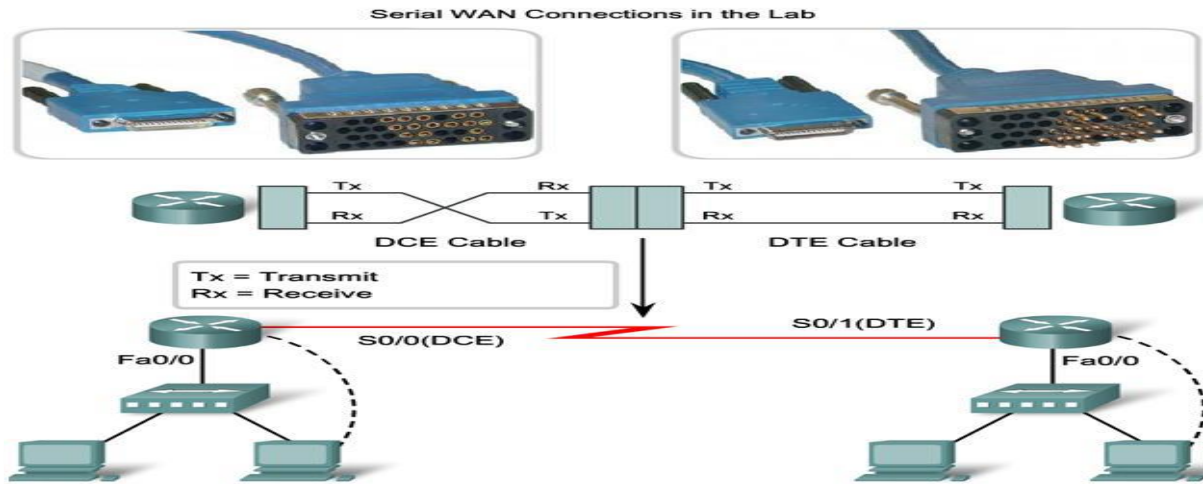 Serial WAN Connections in the Lab
Tx Rx Tx Tx
Rx Tx Rx Rx
DCE Cable DTE Cable
Tx = Transmit
Rx = Receive
S0/0(DCE) S0/1(DTE)
Fa0/0 Fa0/0